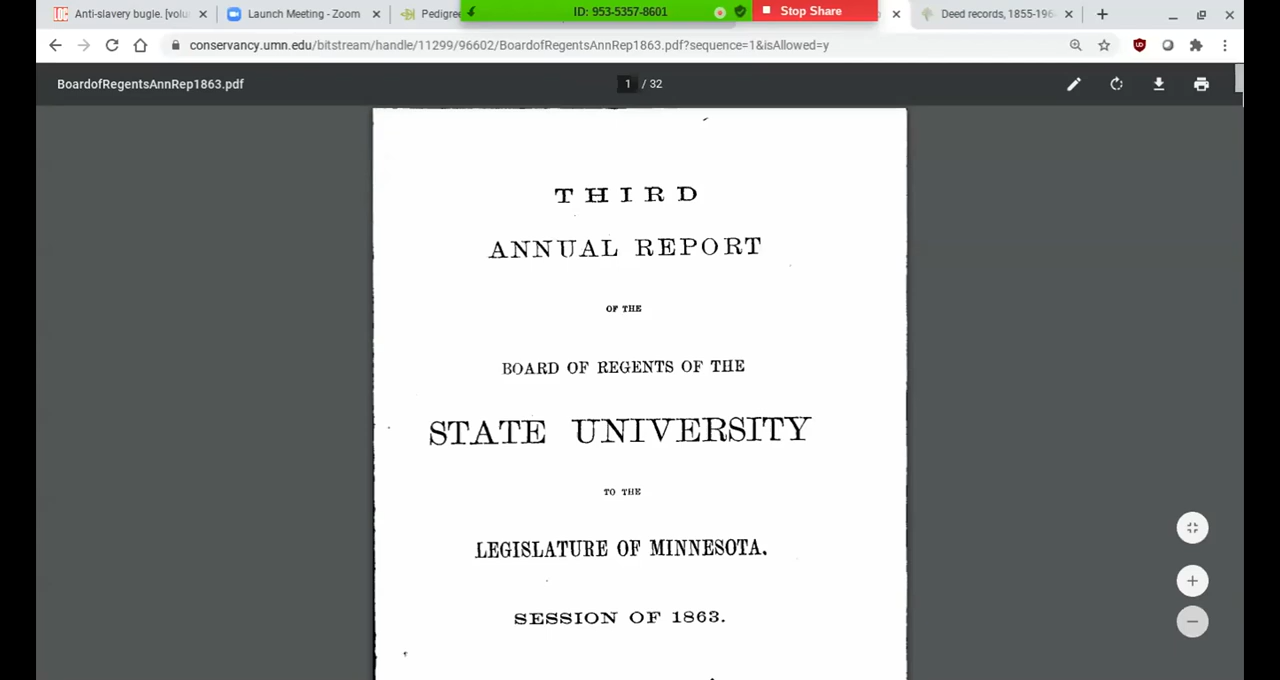 Anti-slavery bugle. [volu
Launch Meeting - Zoom
Pedigree
ID: 953-5357-8601
Stop Share
Deed records, 1855-196
conservancy.umn.edu/bitstream/handle/11299/96602/BoardofRegentsAnnRep1863.pdf?sequence=1&isAllowed=y
BoardofRegentsAnnRep1863.pdf
1 / 32
THIRD
ANNUAL REPORT
OF THE
BOARD OF REGENTS OF THE
STATE UNIVERSITY
TO THE
LEGISLATURE OF MINNESOTA.
SESSION OF 1863.